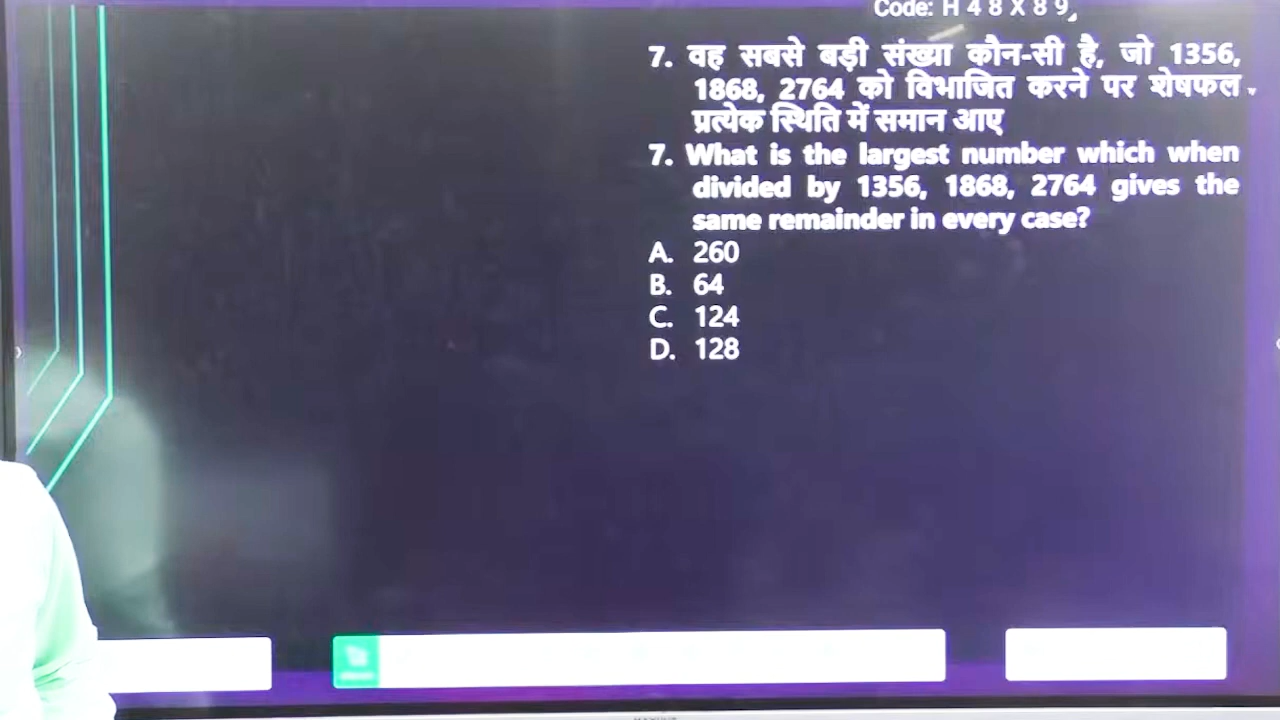 Code: H 4 8 X 8 9
7. वह सबसे बड़ी संख्या कौन-सी है, जो 1356,
1868, 2764 को विभाजित करने पर शेषफल
प्रत्येक स्थिति में समान आए
7. What is the largest number which when
divided by 1356, 1868, 2764 gives the
same remainder in every case?
A. 260
B. 64
C. 124
D. 128